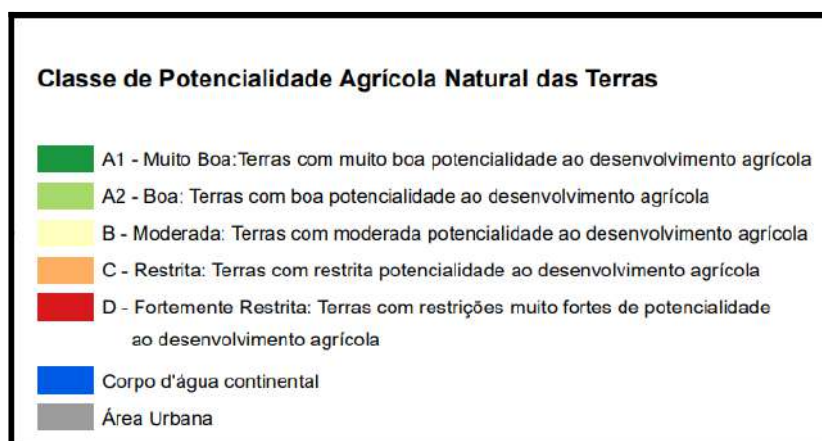 Classe de Potencialidade Agrícola Natural das Terras
A1 - Muito Boa:Terras com muito boa potencialidade ao desenvolvimento agrícola
A2 - Boa: Terras com boa potencialidade ao desenvolvimento agrícola
B - Moderada: Terras com moderada potencialidade ao desenvolvimento agrícola
C - Restrita: Terras com restrita potencialidade ao desenvolvimento agrícola
D - Fortemente Restrita: Terras com restrições muito fortes de potencialidade
ao desenvolvimento agrícola
Corpo d'água continental
Área Urbana